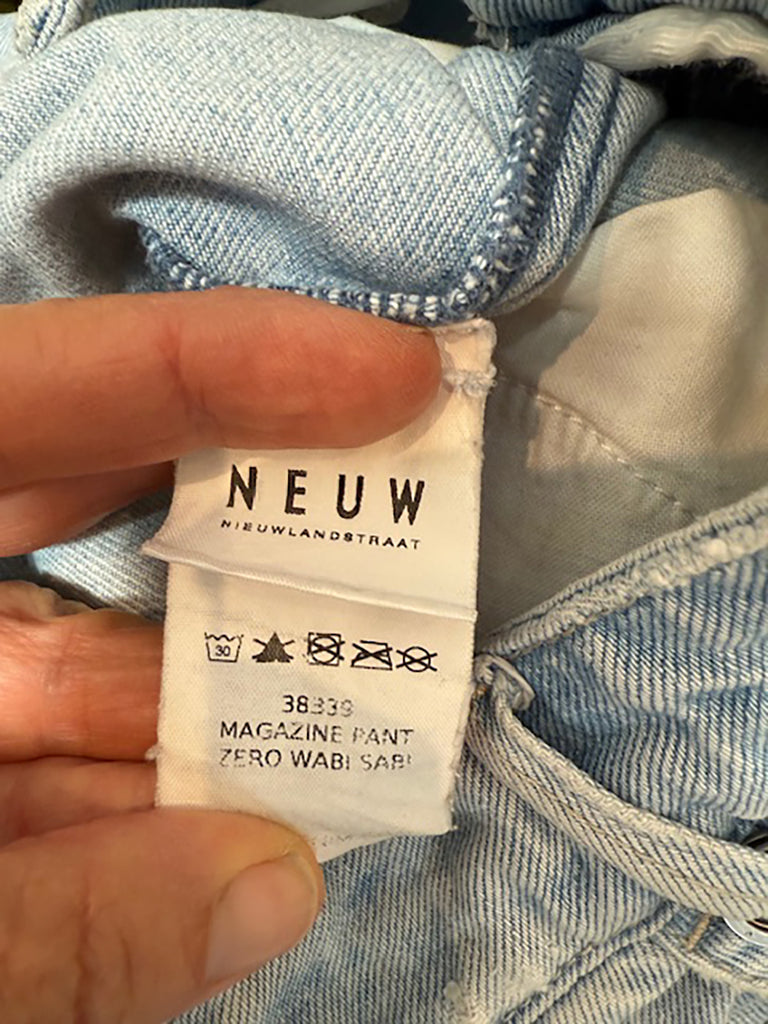 NEUW
NIEUWLANDSTRAAT
30
38339
MAGAZINE PANT
ZERO WABI SABI